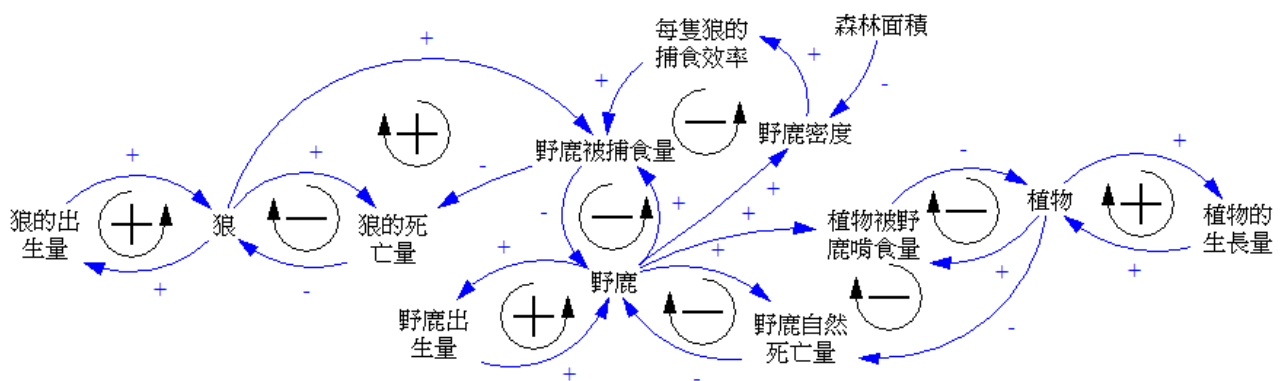 每隻狼的
捕食效率
森林面積
野鹿密度
野鹿被捕食量
狼的出
生量
狼
狼的死
亡量
植物被野
鹿啃食量
植物
植物的
生長量
野鹿
野鹿出
生量
野鹿自然
死亡量